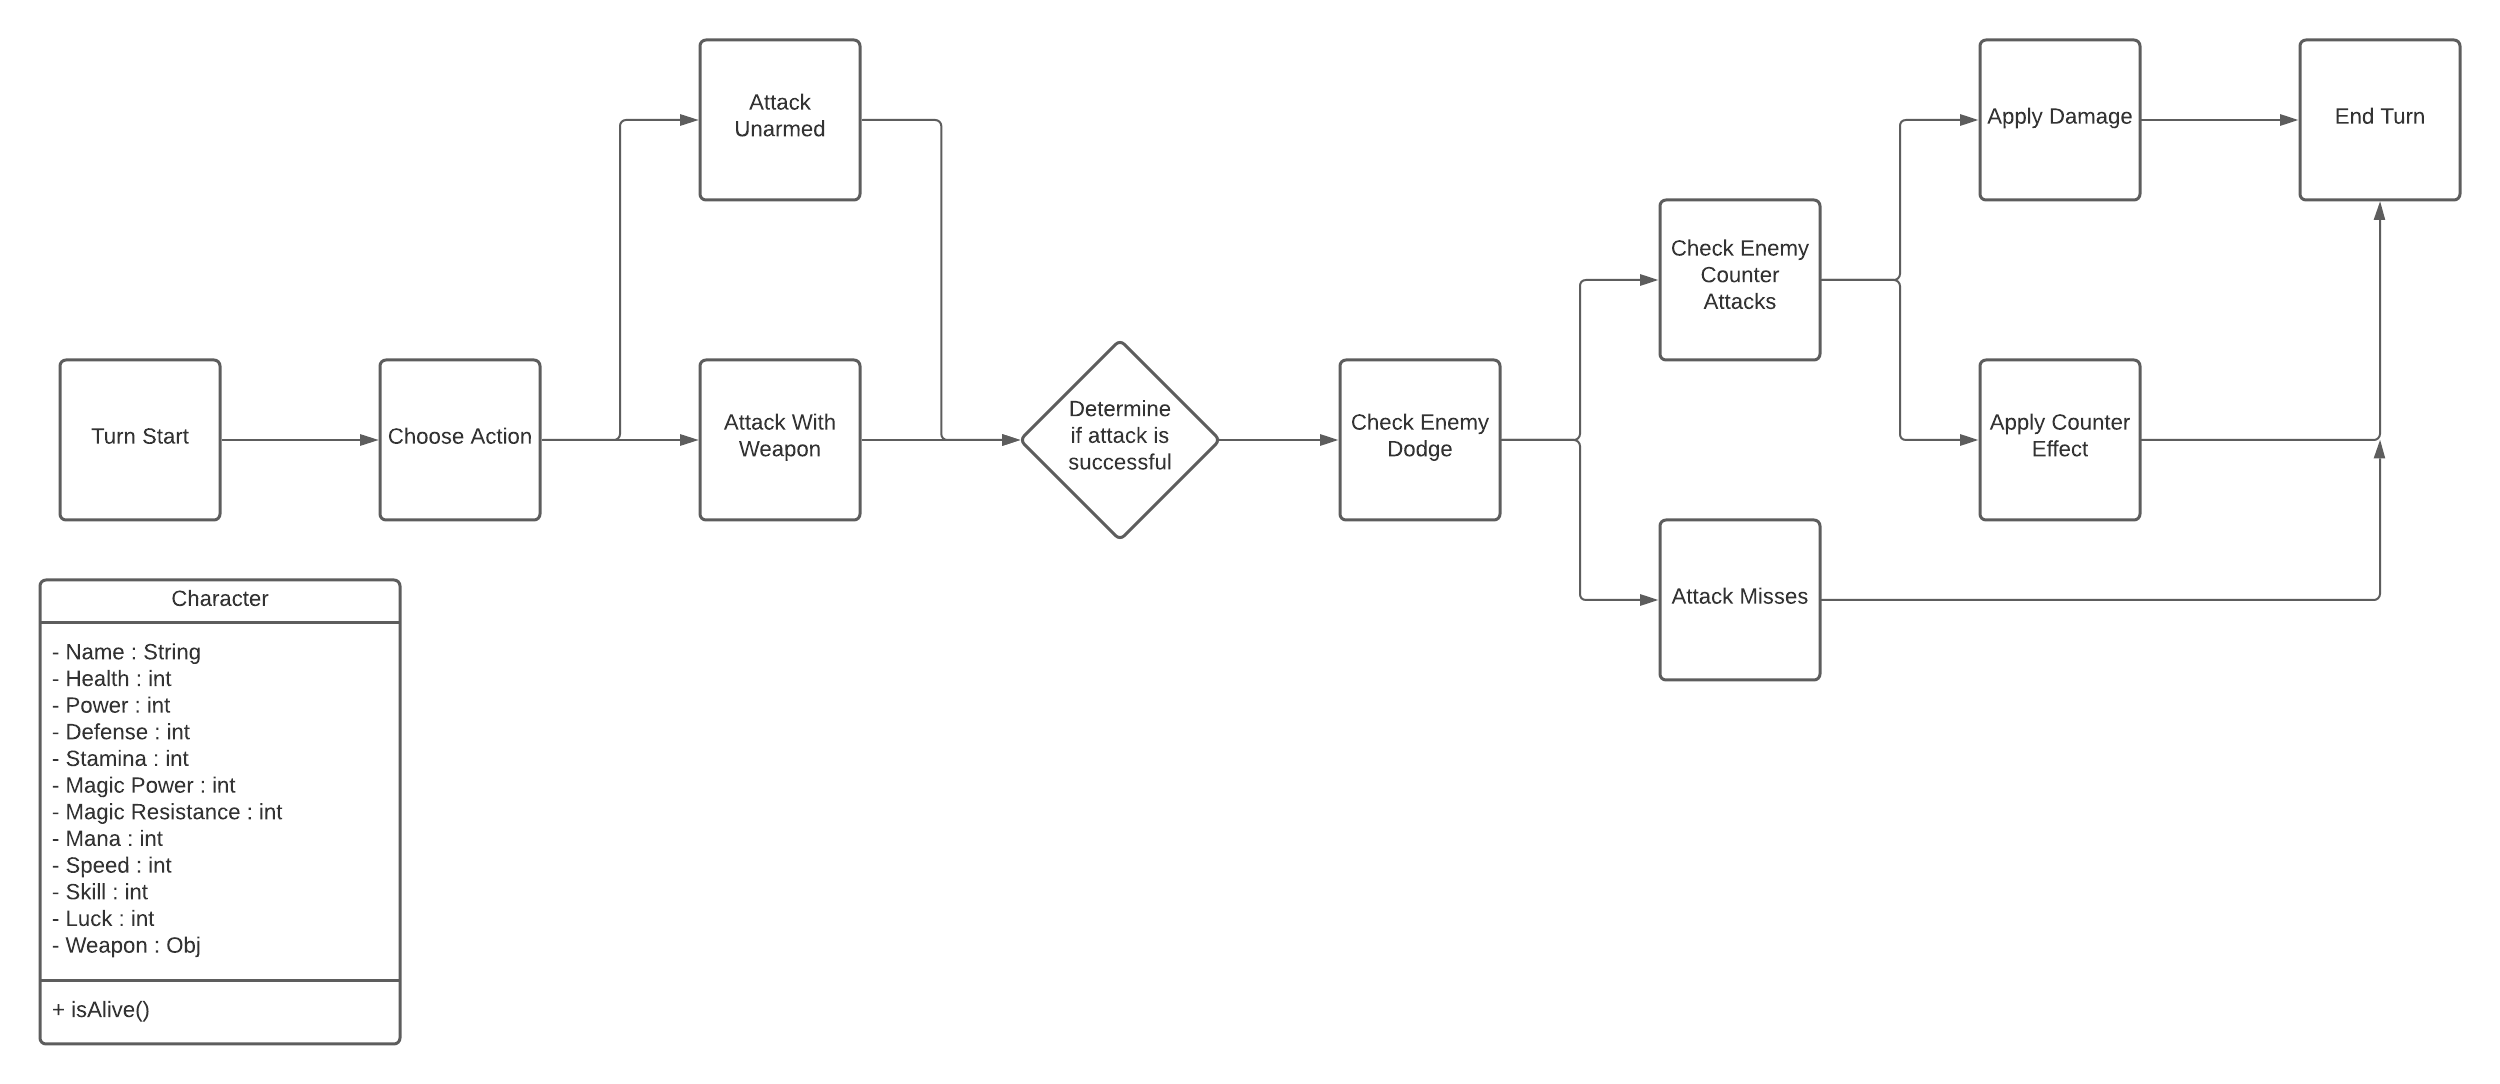 Turn Start
Choose Action
Attack
Unarmed
Attack With
Weapon
Determine
if attack is
successful
Check Enemy
Dodge
Check Enemy
Counter
Attacks
Attack Misses
Apply Damage
Apply Counter
Effect
End Turn
Character
- Name : String
- Health : int
- Power : int
- Defense : int
- Stamina : int
- Magic Power : int
- Magic Resistance : int
- Mana : int
- Speed : int
- Skill : int
- Luck : int
- Weapon : Obj
+ isAlive()